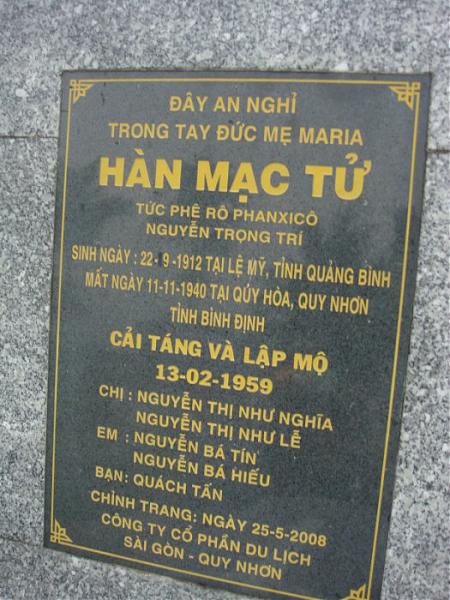 ĐÂY AN NGHỈ
TRONG TAY ĐỨC MẸ MARIA
HÀN MẠC TỬ
TỨC PHÊ RÔ PHANXICÔ
NGUYỄN TRỌNG TRÍ
SINH NGÀY : 22- 9 -1912 TẠI LỆ MỸ, TỈNH QUẢNG BÌNH
MẤT NGÀY 11-11-1940 TẠI QÚY HÒA, QUY NHƠN
TỈNH BÌNH ĐỊNH
CẢI TÁNG VÀ LẬP MỘ
13-02-1959
CHỊ : NGUYỄN THỊ NHƯ NGHĨA
NGUYỄN THỊ NHƯ LỄ
EM : NGUYỄN BÁ TÍN
NGUYỄN BÁ HIẾU
BẠN: QUÁCH TẤN
CHỈNH TRANG: NGÀY 25-5-2008
CÔNG TY CỔ PHẦN DU LỊCH
SÀI GÒN - QUY NHƠN